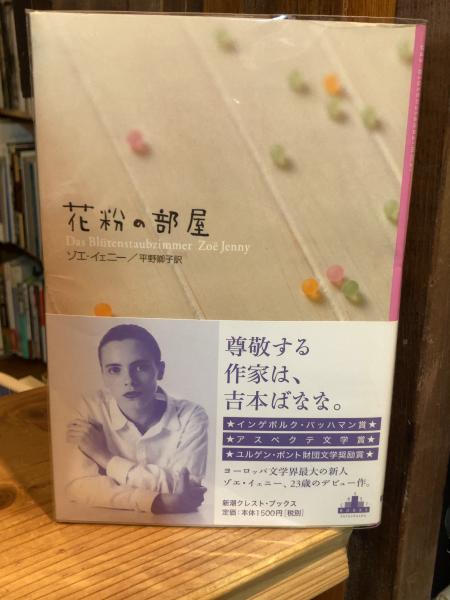 花粉の部屋
Das Blütenstaubzimmer Zoë Jenny
ゾエ・イェニー／平野卿子訳
尊敬する
作家は、
吉本ばなな。
★インゲボルク・バッハマン賞★
★アスペクテ文学賞★
★ユルゲン・ポント財団文学奨励賞★
ヨーロッパ文学界最大の新人
ゾエ・イェニー、23歳のデビュー作。
新潮クレスト・ブックス
定価：本体1500円［税別］